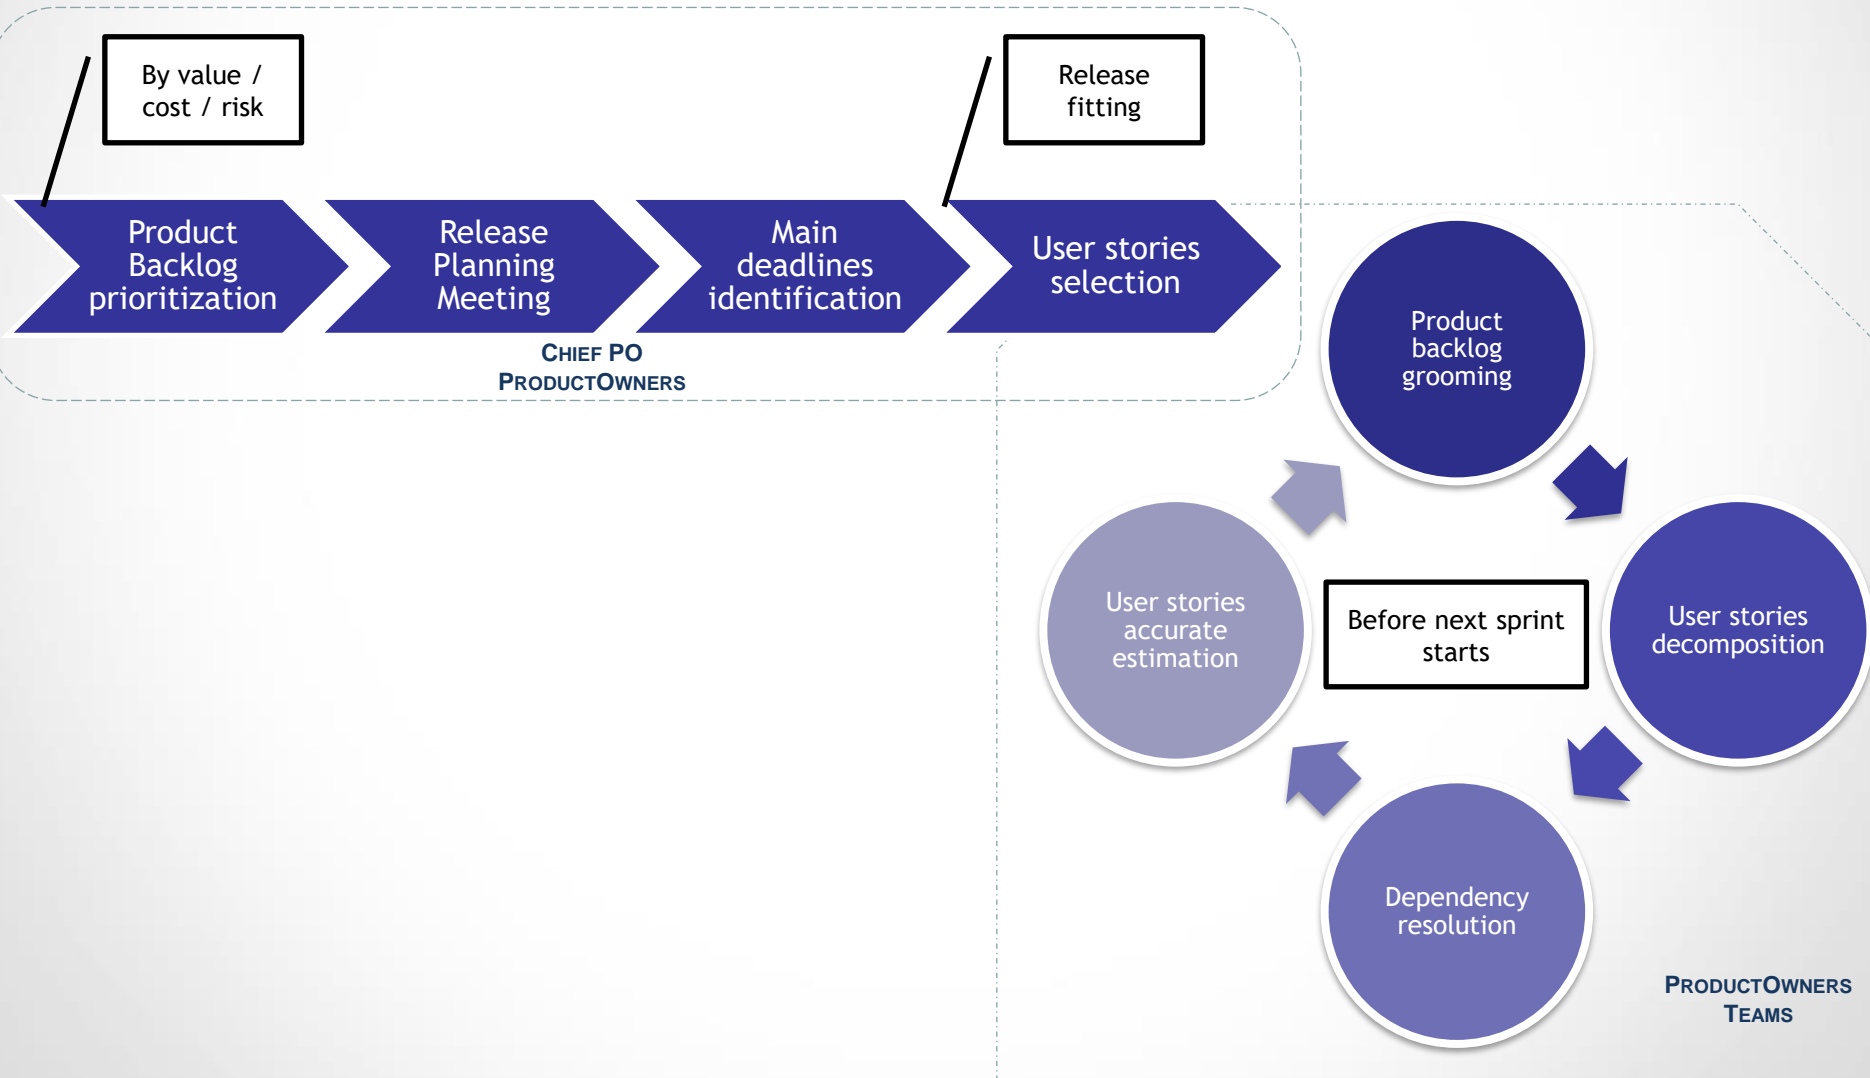 By value /
cost / risk
Release
fitting
Product
Backlog
prioritization
Release
Planning
Meeting
Main
deadlines
identification
User stories
selection
CHIEF PO
PRODUCTOWNERS
Product
backlog
grooming
User stories
decomposition
Dependency
resolution
User stories
accurate
estimation
Before next sprint
starts
PRODUCTOWNERS
TEAMS